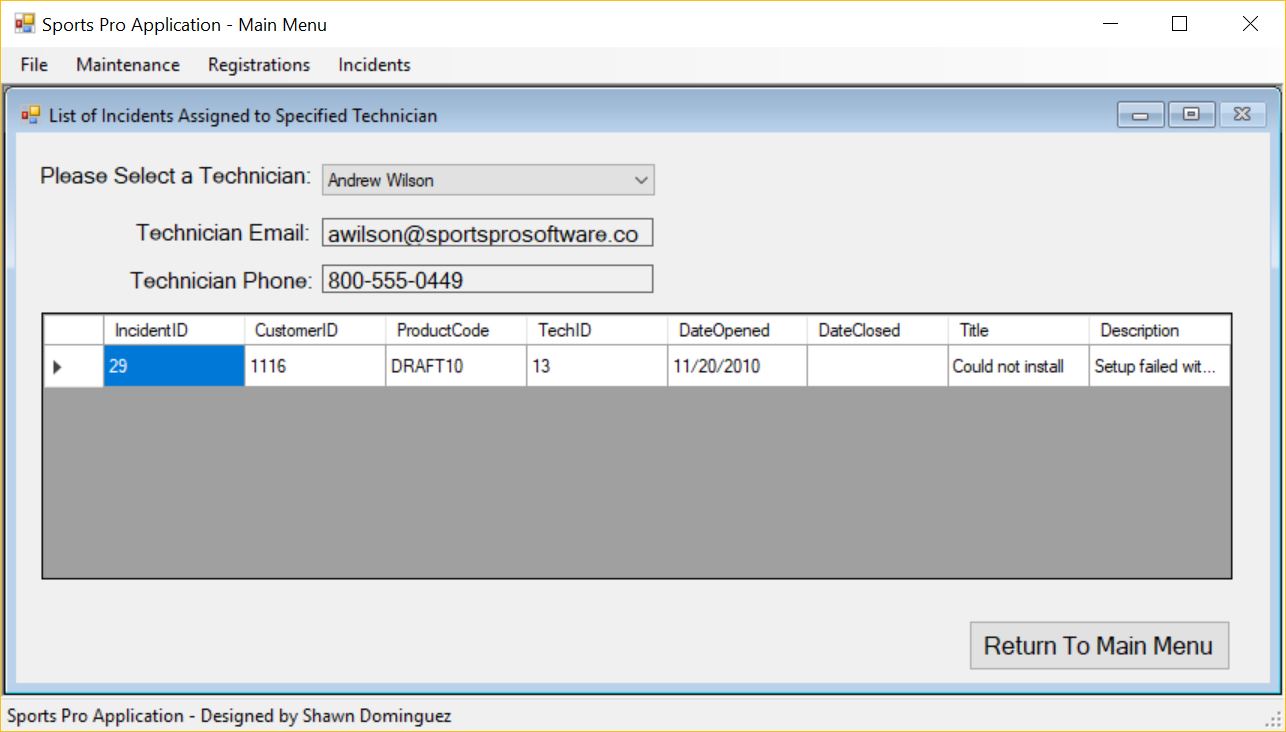 Sports Pro Application - Main Menu
File Maintenance Registrations Incidents
List of Incidents Assigned to Specified Technician
Please Select a Technician: Andrew Wilson
Technician Email: awilson@sportsprosoftware.co
Technician Phone: 800-555-0449
IncidentID CustomerID ProductCode TechID DateOpened DateClosed Title Description
29 1116 DRAFT10 13 11/20/2010 Could not install Setup failed wit...
Return To Main Menu
Sports Pro Application - Designed by Shawn Dominguez